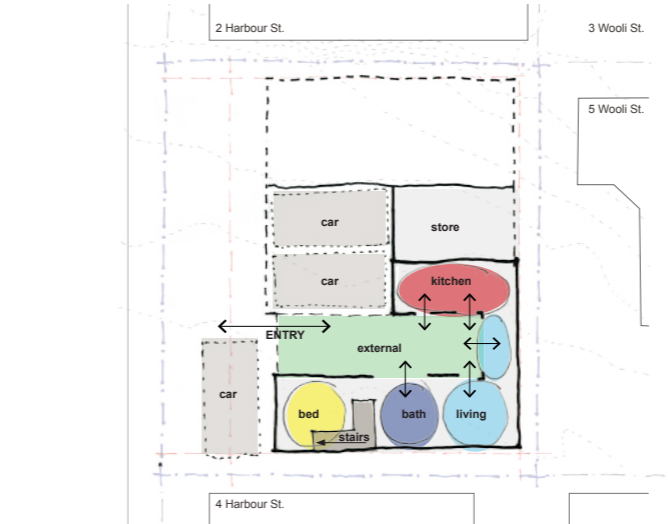 2 Harbour St.
3 Wooli St.
5 Wooli St.
car
store
car
kitchen
ENTRY
external
car
bed
bath
living
stairs
4 Harbour St.